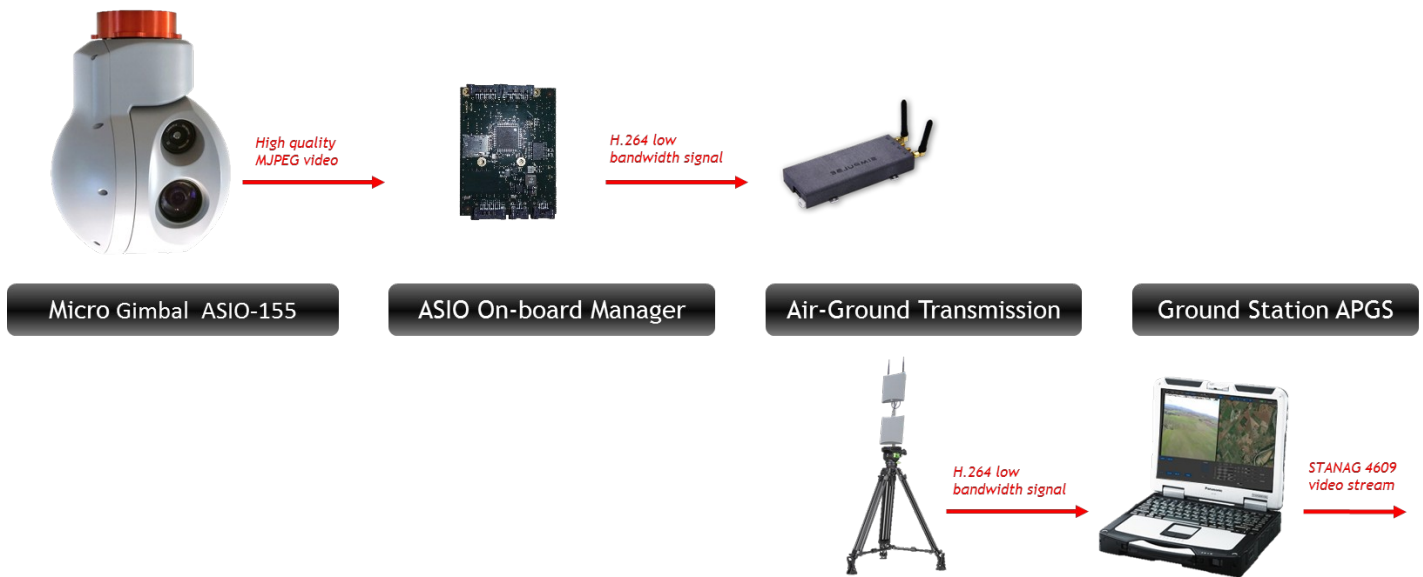 High quality
MJPEG video
H.264 low
bandwidth signal
Micro Gimbal ASIO-155
ASIO On-board Manager
Air-Ground Transmission
Ground Station APGS
H.264 low
bandwidth signal
STANAG 4609
video stream
Panasonic